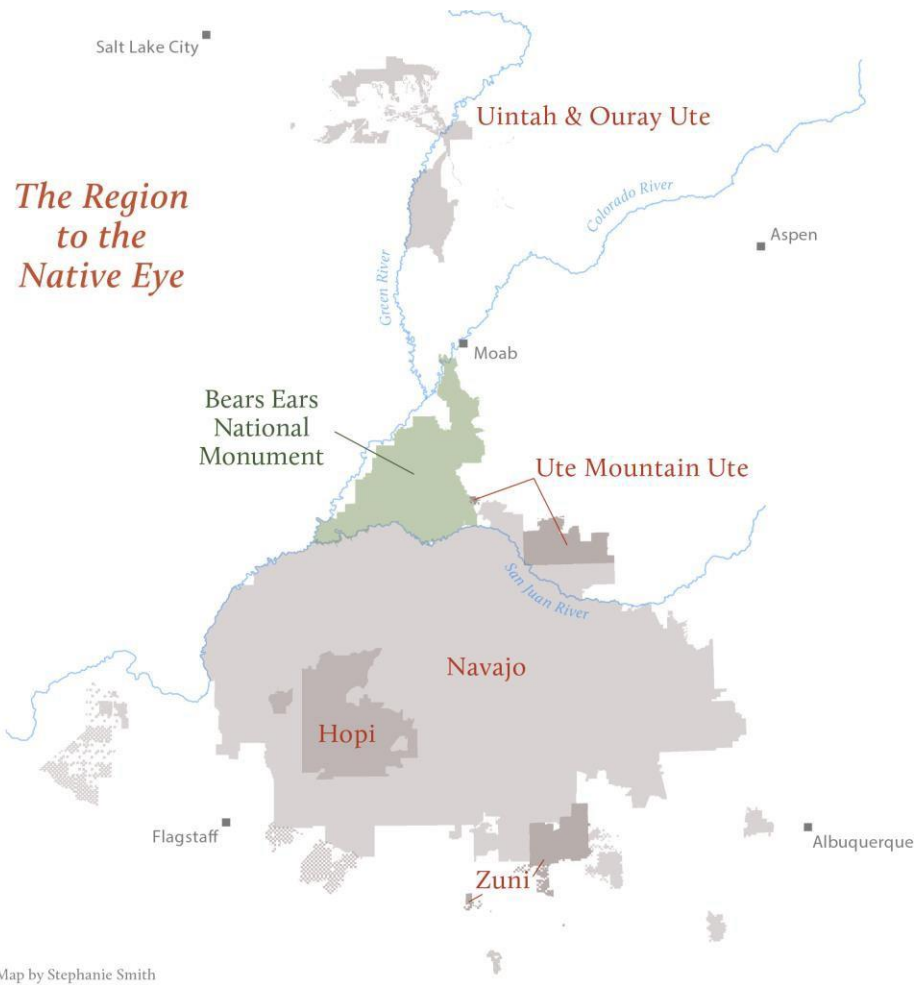 Salt Lake City
Uintah & Ouray Ute
The Region
to the
Native Eye
Colorado River
Aspen
Green River
Moab
Bears Ears
National
Monument
Ute Mountain Ute
San Juan River
Navajo
Hopi
Flagstaff
Albuquerque
Zuni
Map by Stephanie Smith